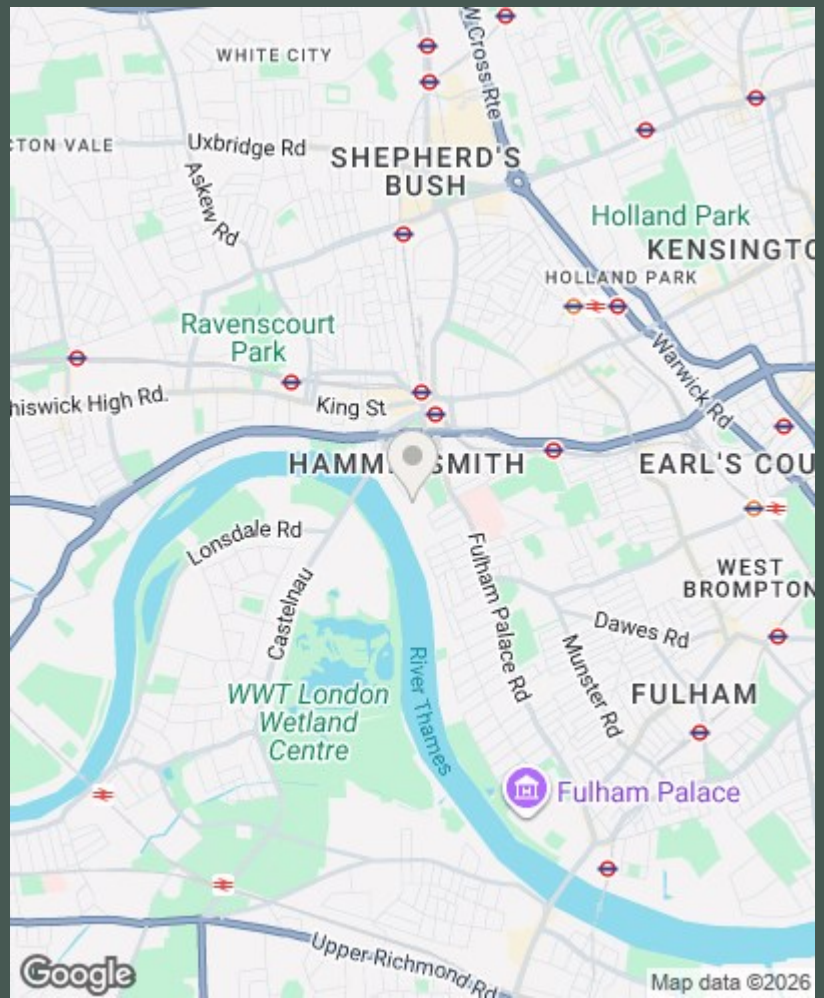 W Cross Rte
WHITE CITY
CTON VALE
Uxbridge Rd
SHEPHERD'S
BUSH
Askew Rd
Holland Park
KENSINGTO
HOLLAND PARK
Ravenscourt
Park
Warwick Rd
hiswick High Rd.
King St
HAMM
SMITH
EARL'S COU
Lonsdale Rd
Castelnau
Fulham Palace Rd
WEST
BROMPTON
Dawes Rd
Munster Rd
River Thames
WWT London
Wetland
Centre
FULHAM
Fulham Palace
Upper-Richmond-Rd
Google
Map data ©2026